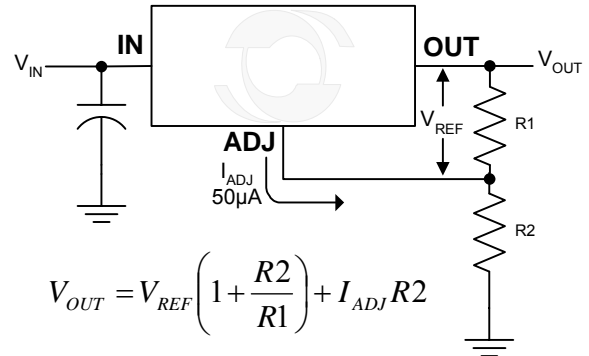 IN
OUT
V_IN
V_OUT
V_REF
R1
ADJ
I_ADJ
50µA
R2
V_OUT = V_REF(1 + R2/R1) + I_ADJ R2